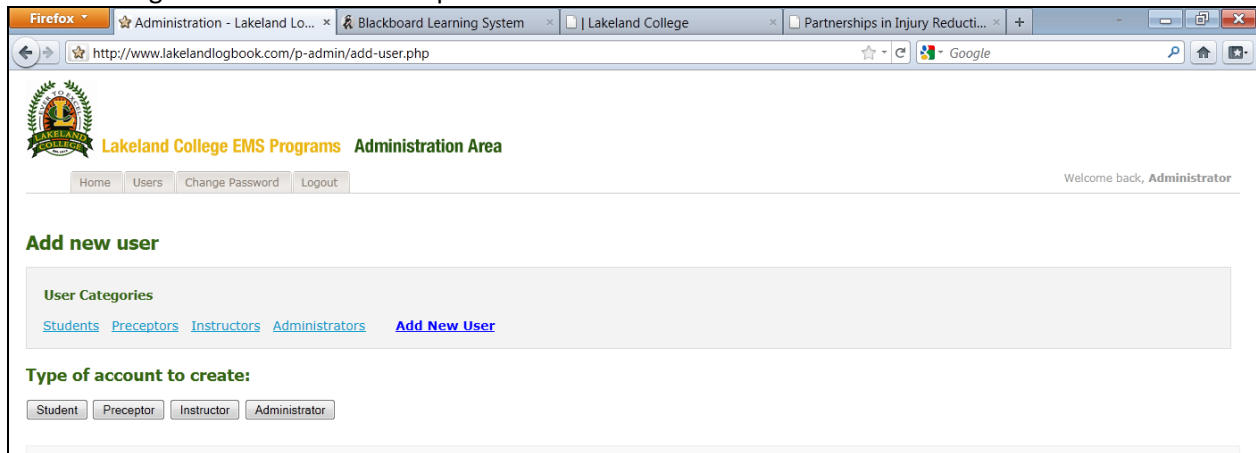 Firefox
Administration - Lakeland Lo... Blackboard Learning System | Lakeland College Partnerships in Injury Reducti...
http://www.lakelandlogbook.com/p-admin/add-user.php Google
EVER TO EXCEL
LAKELAND COLLEGE
Lakeland College EMS Programs Administration Area
Home Users Change Password Logout Welcome back, Administrator
Add new user
User Categories
Students Preceptors Instructors Administrators Add New User
Type of account to create:
Student Preceptor Instructor Administrator